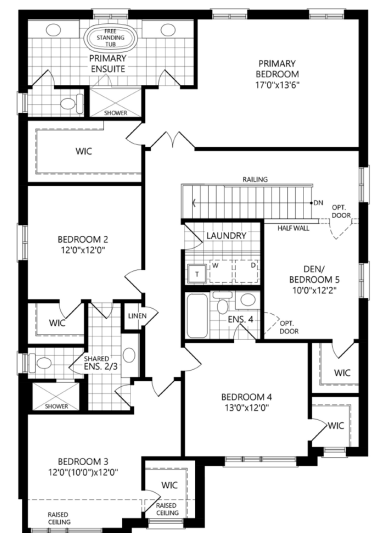 FREE
STANDING
TUB
PRIMARY
ENSUITE
PRIMARY
BEDROOM
17'0"x13'6"
SHOWER
WIC
RAILING
DN
OPT.
DOOR
HALF WALL
LAUNDRY
BEDROOM 2
12'0"x12'0"
W
D
T
DEN/
BEDROOM 5
10'0"x12'2"
WIC
LINEN
ENS. 4
OPT.
DOOR
SHARED
ENS. 2/3
WIC
SHOWER
BEDROOM 4
13'0"x12'0"
WIC
BEDROOM 3
12'0"(10'0")x12'0"
WIC
RAISED
CEILING
RAISED
CEILING